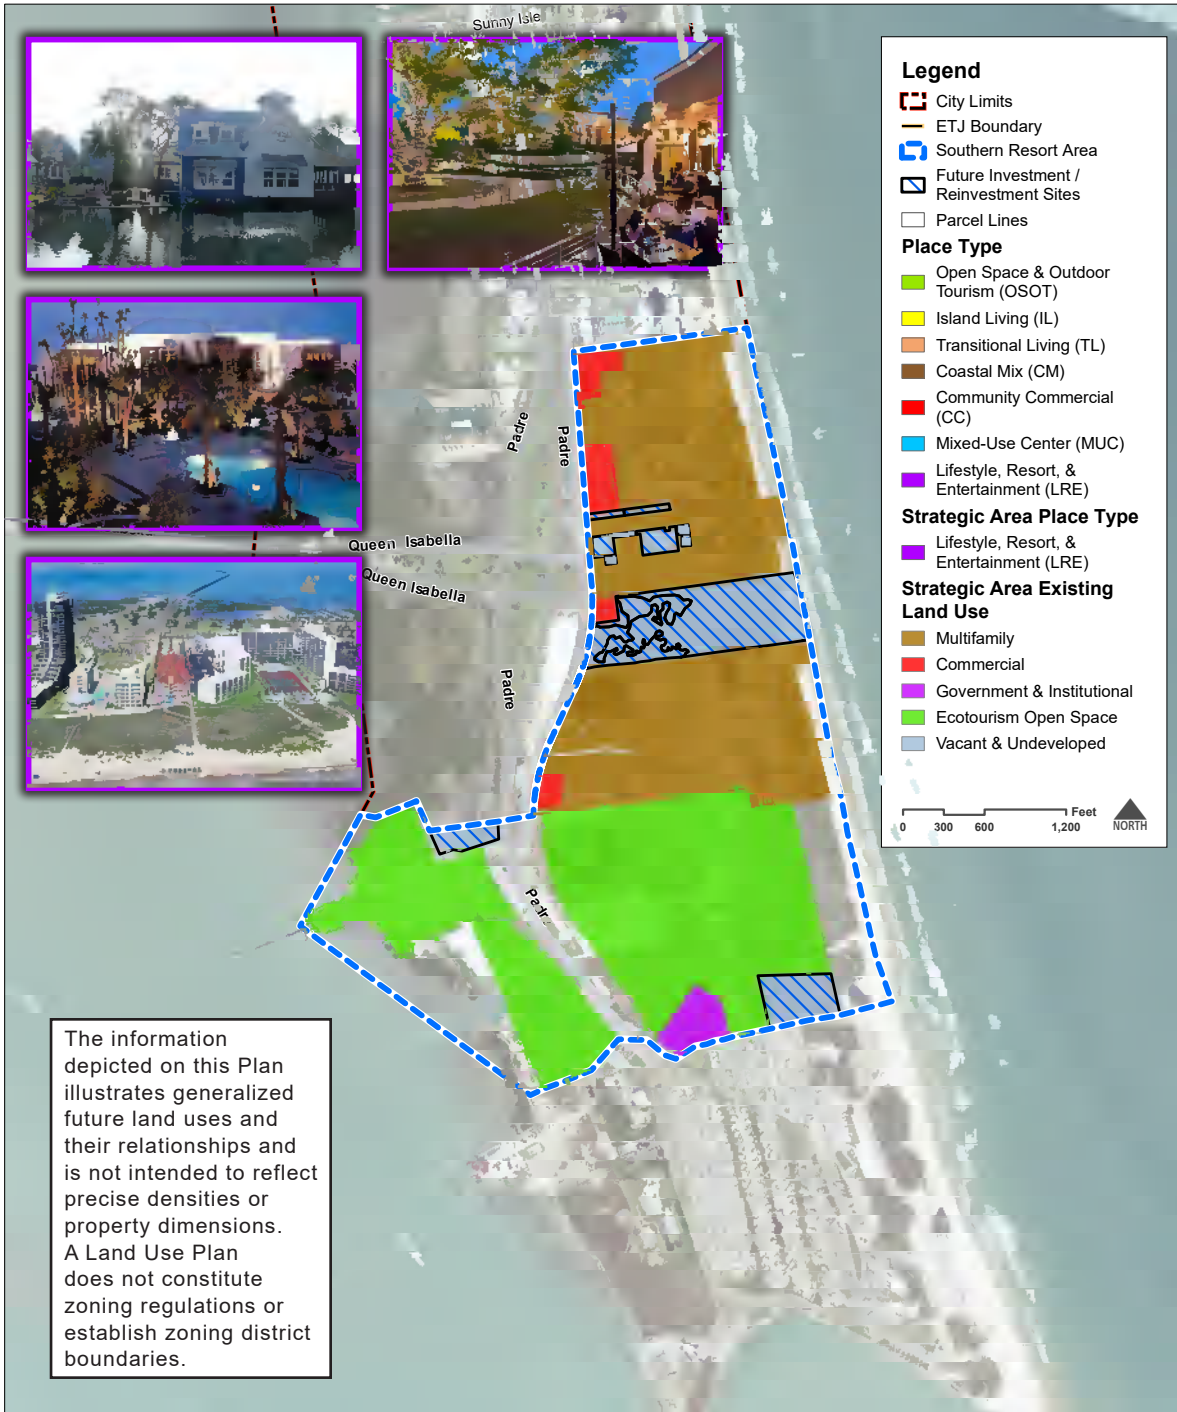 Sunny Isle
Legend
City Limits
ETJ Boundary
Southern Resort Area
Future Investment /
Reinvestment Sites
Parcel Lines
Place Type
Open Space & Outdoor
Tourism (OSOT)
Island Living (IL)
Transitional Living (TL)
Coastal Mix (CM)
Community Commercial
(CC)
Mixed-Use Center (MUC)
Lifestyle, Resort, &
Entertainment (LRE)
Strategic Area Place Type
Lifestyle, Resort, &
Entertainment (LRE)
Strategic Area Existing
Land Use
Multifamily
Commercial
Government & Institutional
Ecotourism Open Space
Vacant & Undeveloped
Feet
0 300 600 1,200
NORTH
Padre
Padre
Queen Isabella
Queen Isabella
Padre
Padr
The information
depicted on this Plan
illustrates generalized
future land uses and
their relationships and
is not intended to reflect
precise densities or
property dimensions.
A Land Use Plan
does not constitute
zoning regulations or
establish zoning district
boundaries.